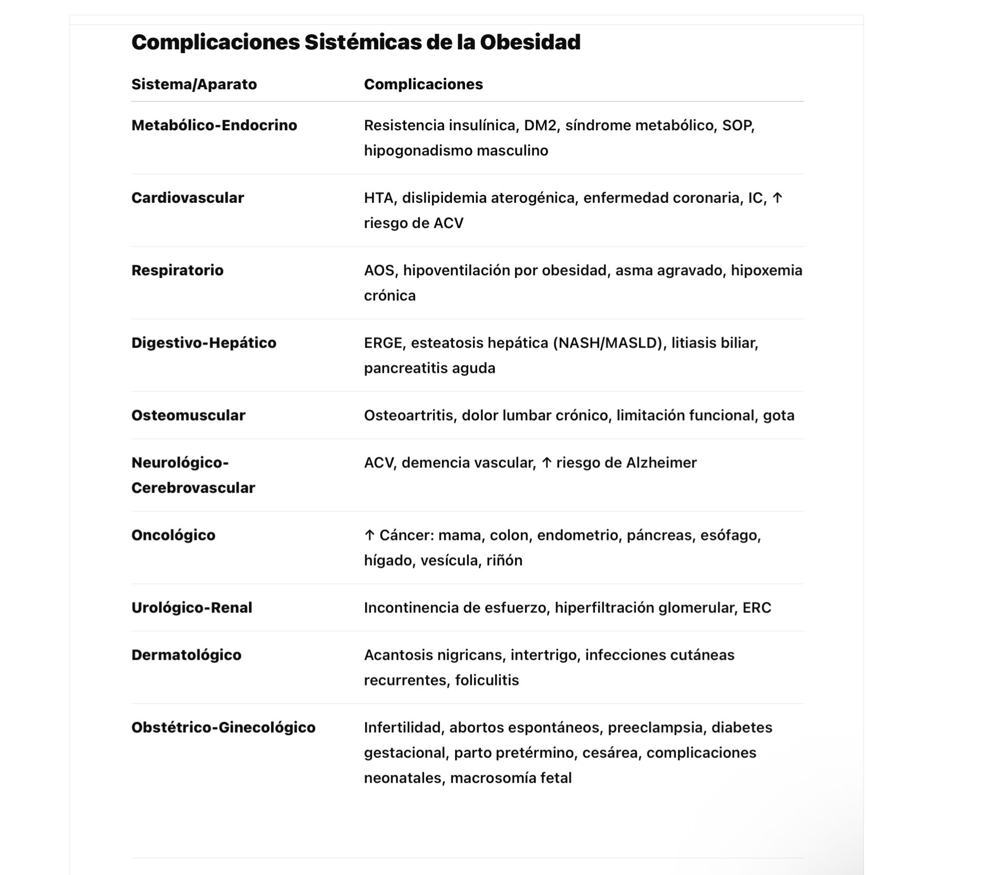 Complicaciones Sistémicas de la Obesidad
Sistema/Aparato Complicaciones
Metabólico-Endocrino Resistencia insulínica, DM2, síndrome metabólico, SOP,
hipogonadismo masculino
Cardiovascular HTA, dislipidemia aterogénica, enfermedad coronaria, IC, ↑
riesgo de ACV
Respiratorio AOS, hipoventilación por obesidad, asma agravado, hipoxemia
crónica
Digestivo-Hepático ERGE, esteatosis hepática (NASH/MASLD), litiasis biliar,
pancreatitis aguda
Osteomuscular Osteoartritis, dolor lumbar crónico, limitación funcional, gota
Neurológico- ACV, demencia vascular, ↑ riesgo de Alzheimer
Cerebrovascular
Oncológico ↑ Cáncer: mama, colon, endometrio, páncreas, esófago,
hígado, vesícula, riñón
Urológico-Renal Incontinencia de esfuerzo, hiperfiltración glomerular, ERC
Dermatológico Acantosis nigricans, intertrigo, infecciones cutáneas
recurrentes, foliculitis
Obstétrico-Ginecológico Infertilidad, abortos espontáneos, preeclampsia, diabetes
gestacional, parto pretérmino, cesárea, complicaciones
neonatales, macrosomía fetal